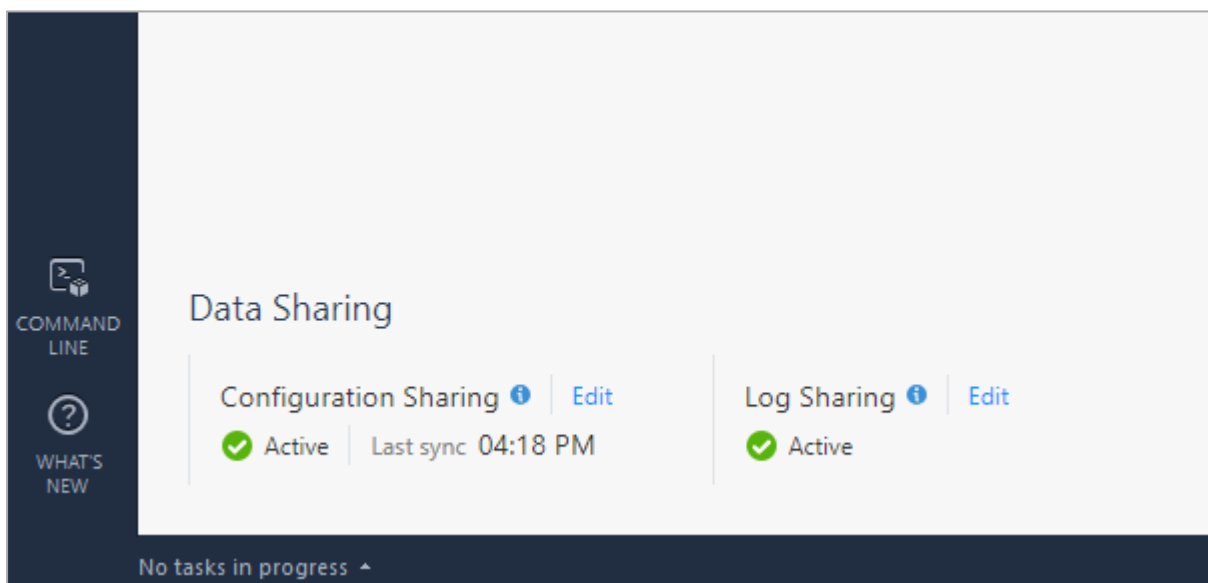 COMMAND
LINE
WHAT'S
NEW
Data Sharing
Configuration Sharing Edit
Active Last sync 04:18 PM
Log Sharing Edit
Active
No tasks in progress